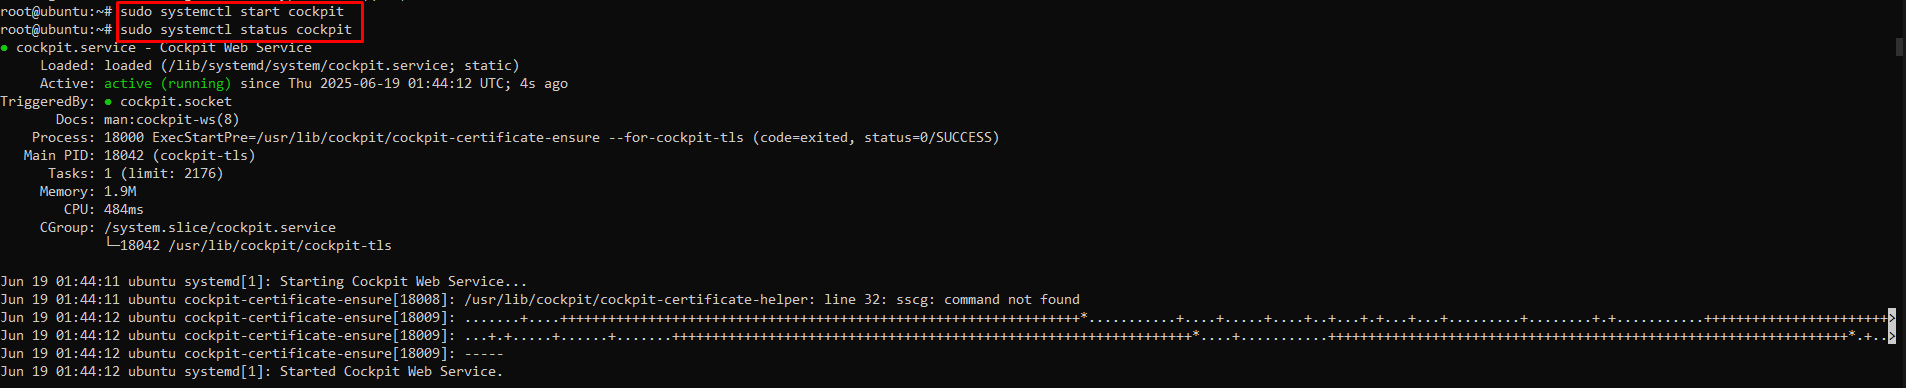 root@ubuntu:~# sudo systemctl start cockpit
root@ubuntu:~# sudo systemctl status cockpit
● cockpit.service - Cockpit Web Service
Loaded: loaded (/lib/systemd/system/cockpit.service; static)
Active: active (running) since Thu 2025-06-19 01:44:12 UTC; 4s ago
TriggeredBy: ● cockpit.socket
Docs: man:cockpit-ws(8)
Process: 18000 ExecStartPre=/usr/lib/cockpit/cockpit-certificate-ensure --for-cockpit-tls (code=exited, status=0/SUCCESS)
Main PID: 18042 (cockpit-tls)
Tasks: 1 (limit: 2176)
Memory: 1.9M
CPU: 484ms
CGroup: /system.slice/cockpit.service
└─18042 /usr/lib/cockpit/cockpit-tls
Jun 19 01:44:11 ubuntu systemd[1]: Starting Cockpit Web Service...
Jun 19 01:44:11 ubuntu cockpit-certificate-ensure[18008]: /usr/lib/cockpit/cockpit-certificate-helper: line 32: sscg: command not found
Jun 19 01:44:12 ubuntu cockpit-certificate-ensure[18009]: .......+....+++++++++++++++++++++++++++++++++++++++++++++++++++++++++++++++++*...........+....+.....+....+..+...+.+...+...+.........+........+.+...........+++++++++++++++++++++++>
Jun 19 01:44:12 ubuntu cockpit-certificate-ensure[18009]: ...+.+.....+......+.......+++++++++++++++++++++++++++++++++++++++++++++++++++++++++++++++++*....+...........+++++++++++++++++++++++++++++++++++++++++++++++++++++++++++++++++*.+..>
Jun 19 01:44:12 ubuntu cockpit-certificate-ensure[18009]: -----
Jun 19 01:44:12 ubuntu systemd[1]: Started Cockpit Web Service.